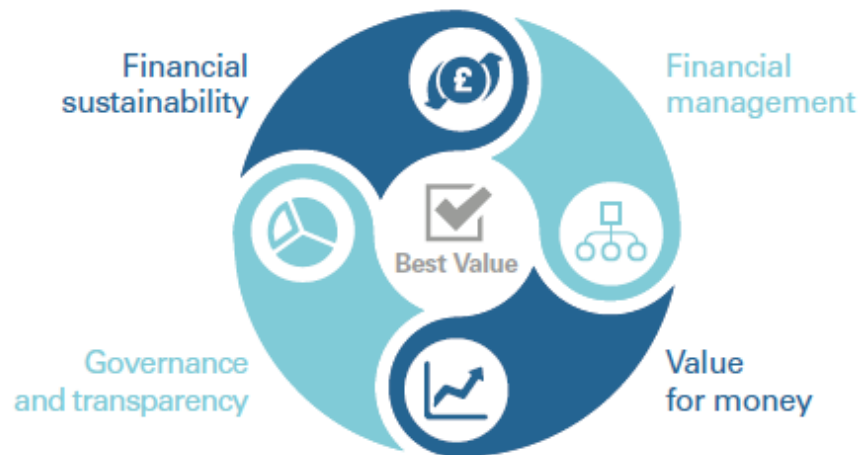 Financial
sustainability
£
Financial
management
Best Value
Governance
and transparency
Value
for money